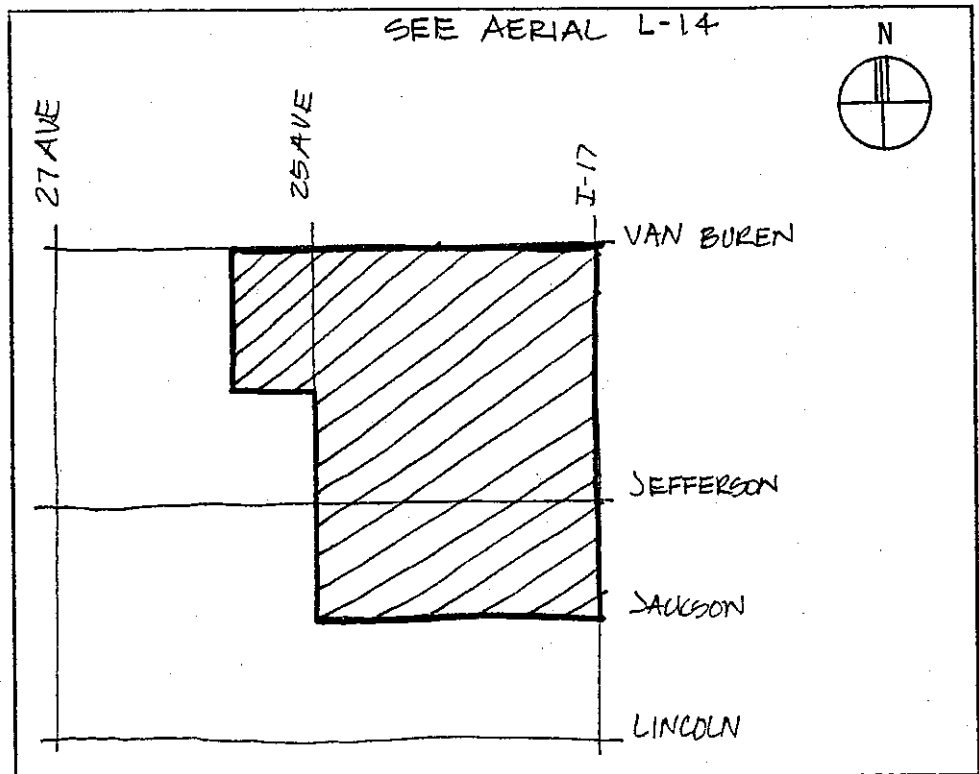 SEE AERIAL L-14
N
27 AVE
25 AVE
I-17
VAN BUREN
JEFFERSON
JACKSON
LINCOLN